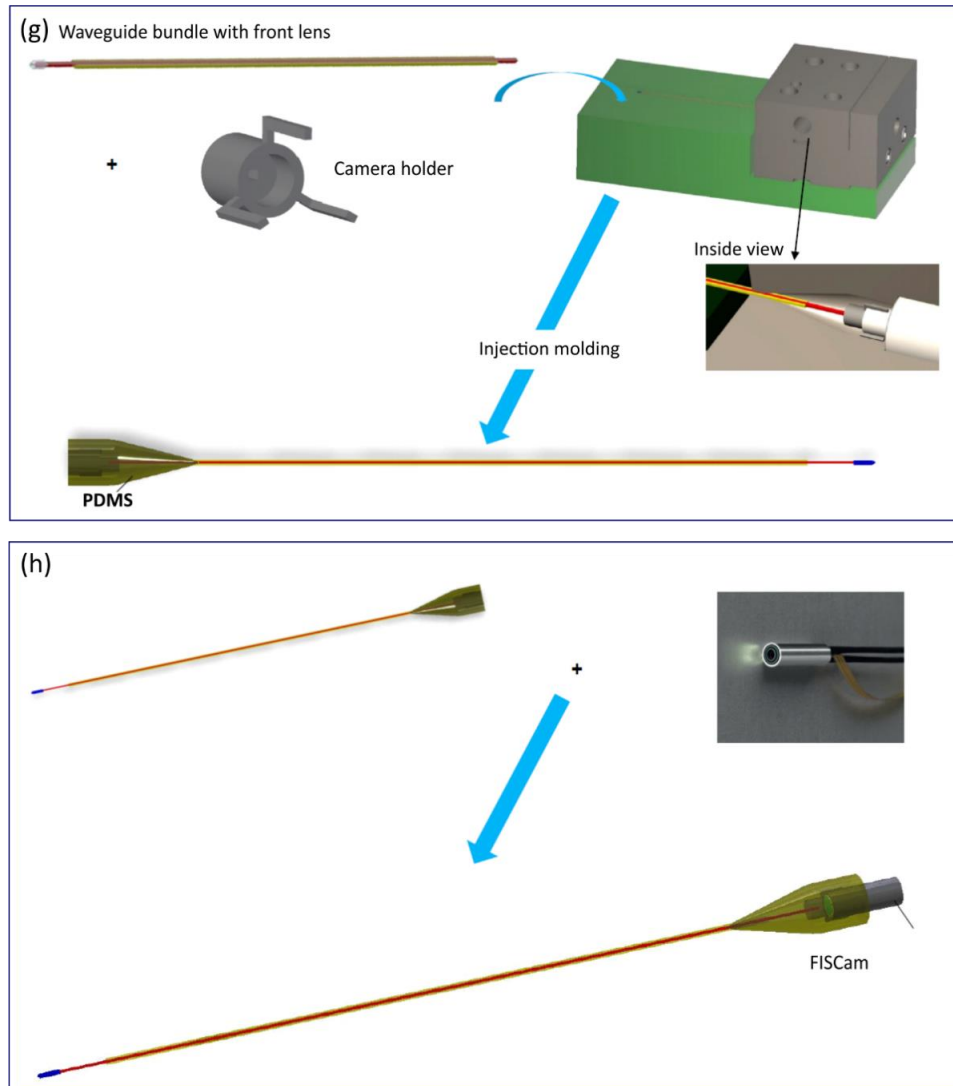 (g) Waveguide bundle with front lens
+
Camera holder
Inside view
Injection molding
PDMS
(h)
+
FISCam